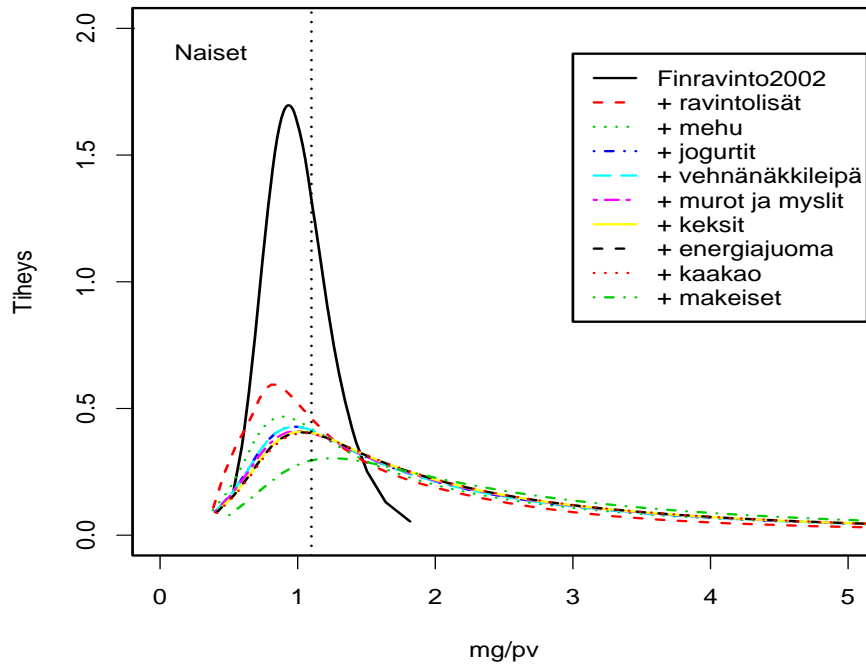 Naiset
Finravinto2002
+ ravintolisät
+ mehu
+ jogurtit
+ vehnänäkkileipä
+ murot ja myslit
+ keksit
+ energiajuoma
+ kaakao
+ makeiset
Tiheys
2.0
1.5
1.0
0.5
0.0
0 1 2 3 4 5
mg/pv